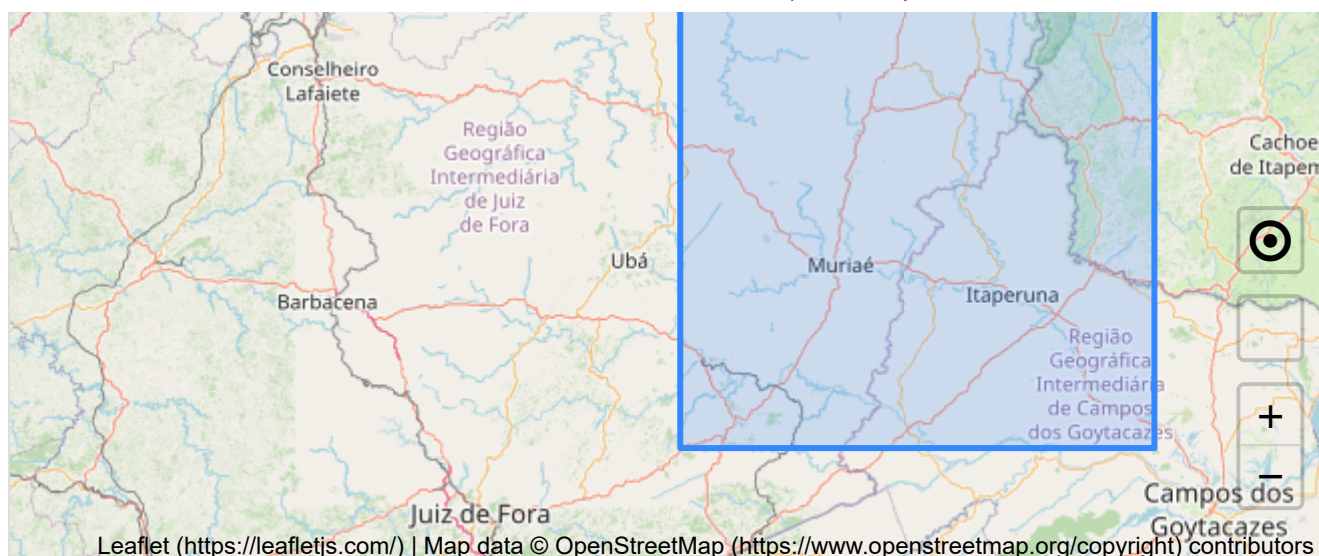 Conselheiro
Lafaiete
Região
Geográfica
Intermediária
de Juiz
de Fora
Cachoe
de Itapem
Ubá
Muriaé
Barbacena
Itaperuna
Região
Geográfica
Intermediária
de Campos
dos Goytacazes
+
−
Juiz de Fora
Campos dos
Goytacazes
Leaflet (https://leafletjs.com/) | Map data © OpenStreetMap (https://www.openstreetmap.org/copyright) contributors